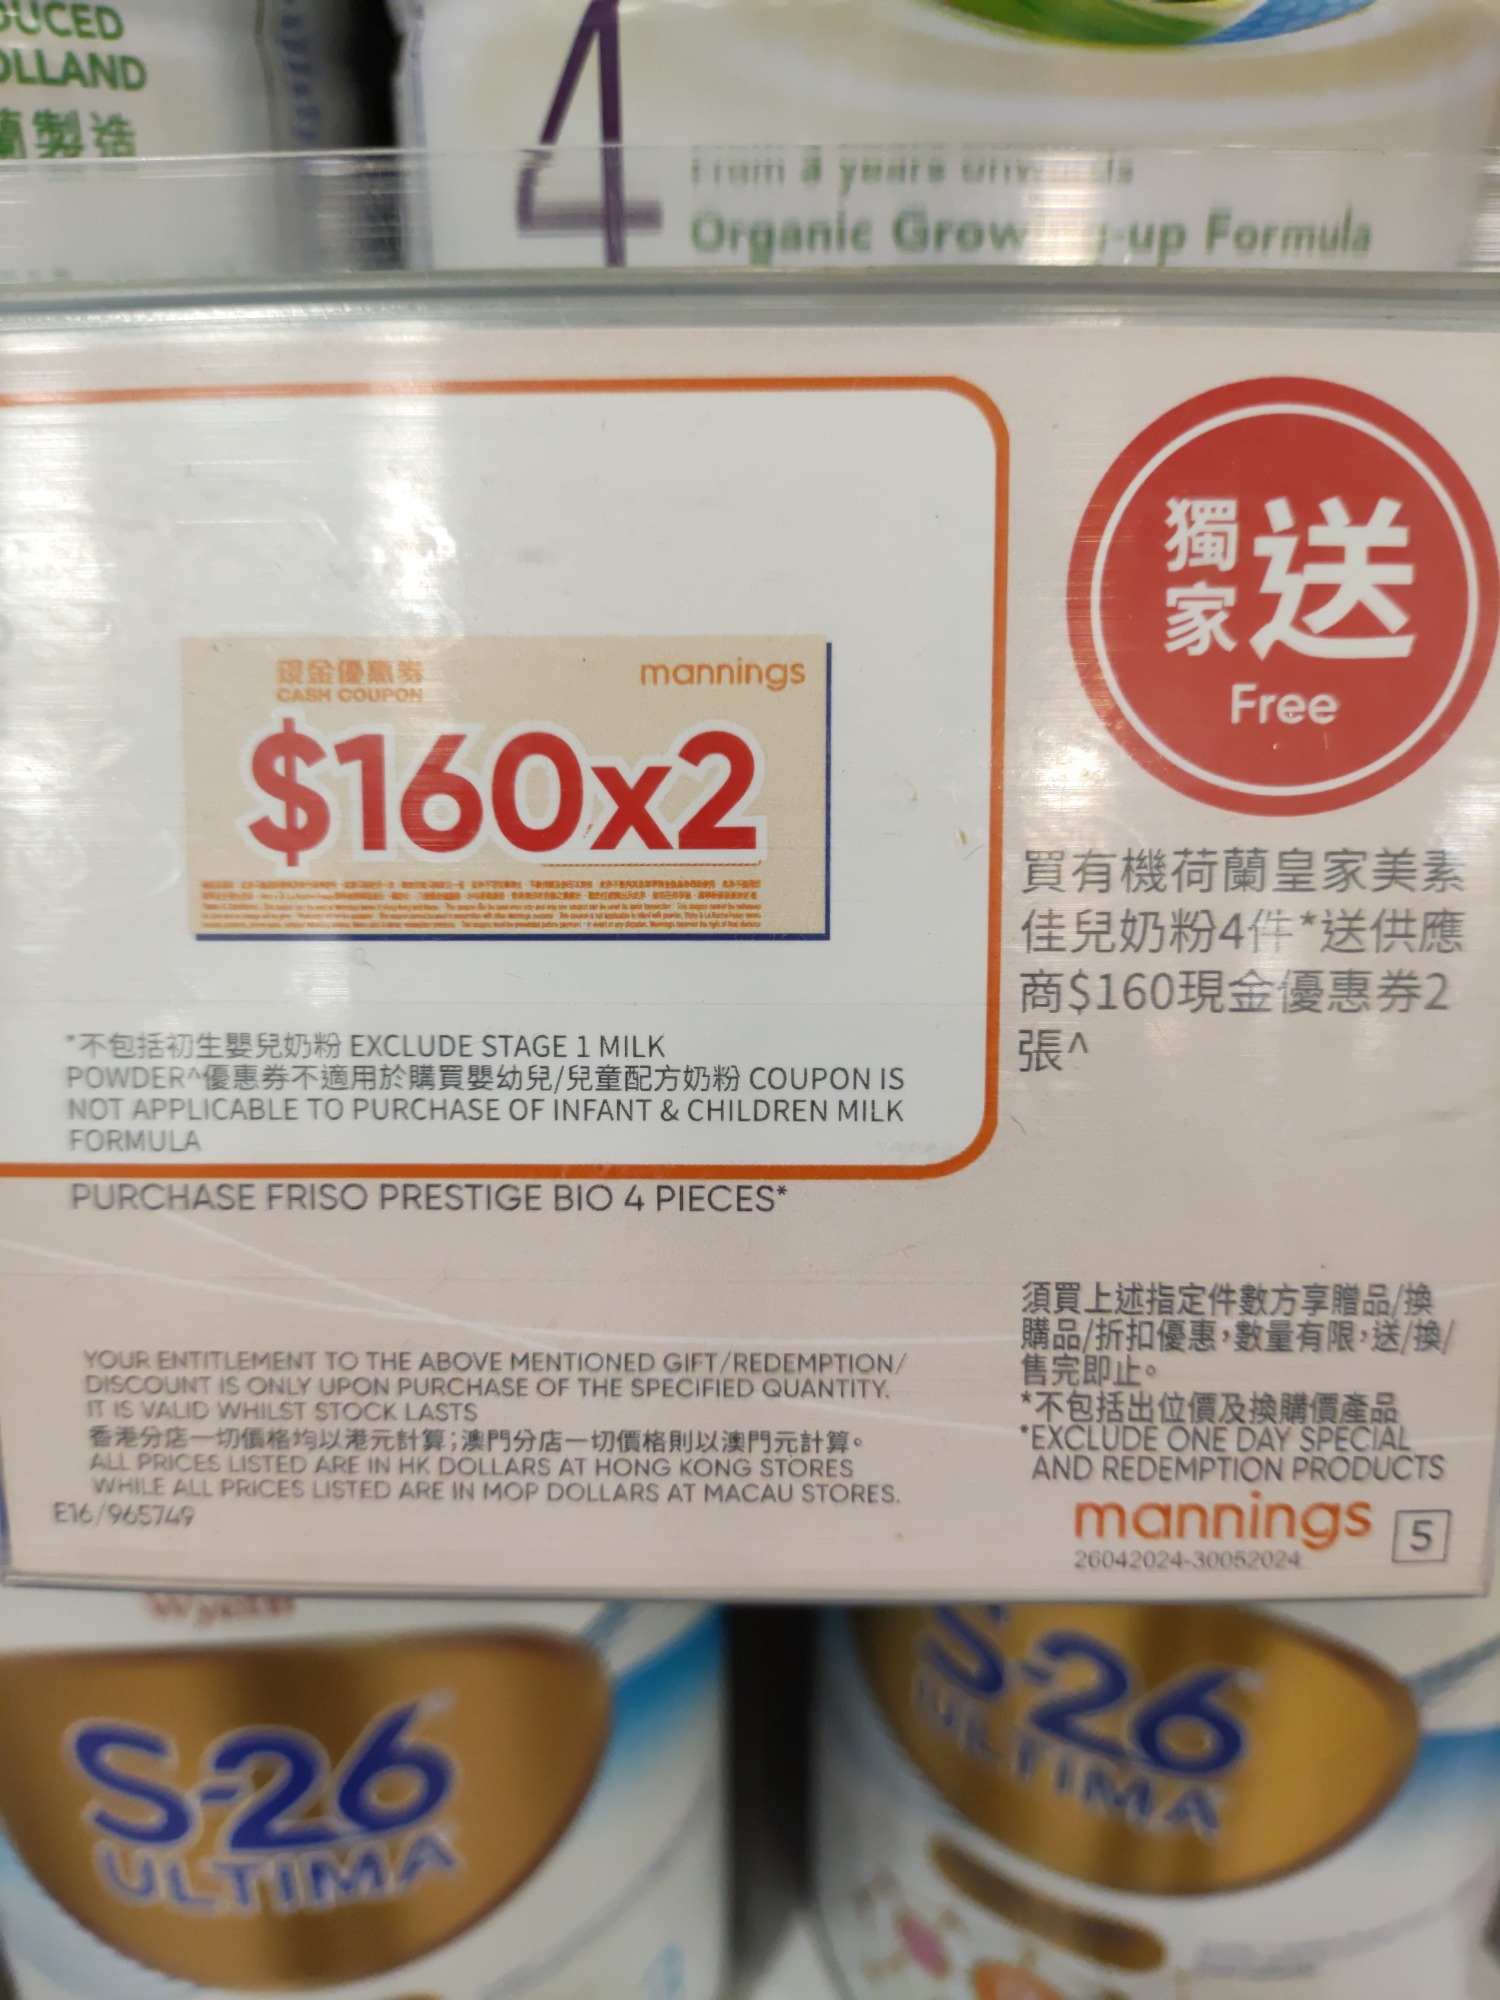 DUCED
OLLAND
蘭製造
4
From 3 years onwards
Organic Growing-up Formula
獨家送
Free
現金優惠券
CASH COUPON
mannings
$160x2
買有機荷蘭皇家美素
佳兒奶粉4件*送供應
商$160現金優惠券2
張^
*不包括初生嬰兒奶粉 EXCLUDE STAGE 1 MILK
POWDER^優惠券不適用於購買嬰幼兒/兒童配方奶粉 COUPON IS
NOT APPLICABLE TO PURCHASE OF INFANT & CHILDREN MILK
FORMULA
PURCHASE FRISO PRESTIGE BIO 4 PIECES*
須買上述指定件數方享贈品/換
購品/折扣優惠，數量有限，送/換/
售完即止。
*不包括出位價及換購價產品
*EXCLUDE ONE DAY SPECIAL
AND REDEMPTION PRODUCTS
YOUR ENTITLEMENT TO THE ABOVE MENTIONED GIFT/REDEMPTION/
DISCOUNT IS ONLY UPON PURCHASE OF THE SPECIFIED QUANTITY.
IT IS VALID WHILST STOCK LASTS
香港分店一切價格均以港元計算；澳門分店一切價格則以澳門元計算。
ALL PRICES LISTED ARE IN HK DOLLARS AT HONG KONG STORES
WHILE ALL PRICES LISTED ARE IN MOP DOLLARS AT MACAU STORES.
E16/965749
mannings 5
26042024-30052024
Wyeth
S-26
ULTIMA
S-26
ULTIMA